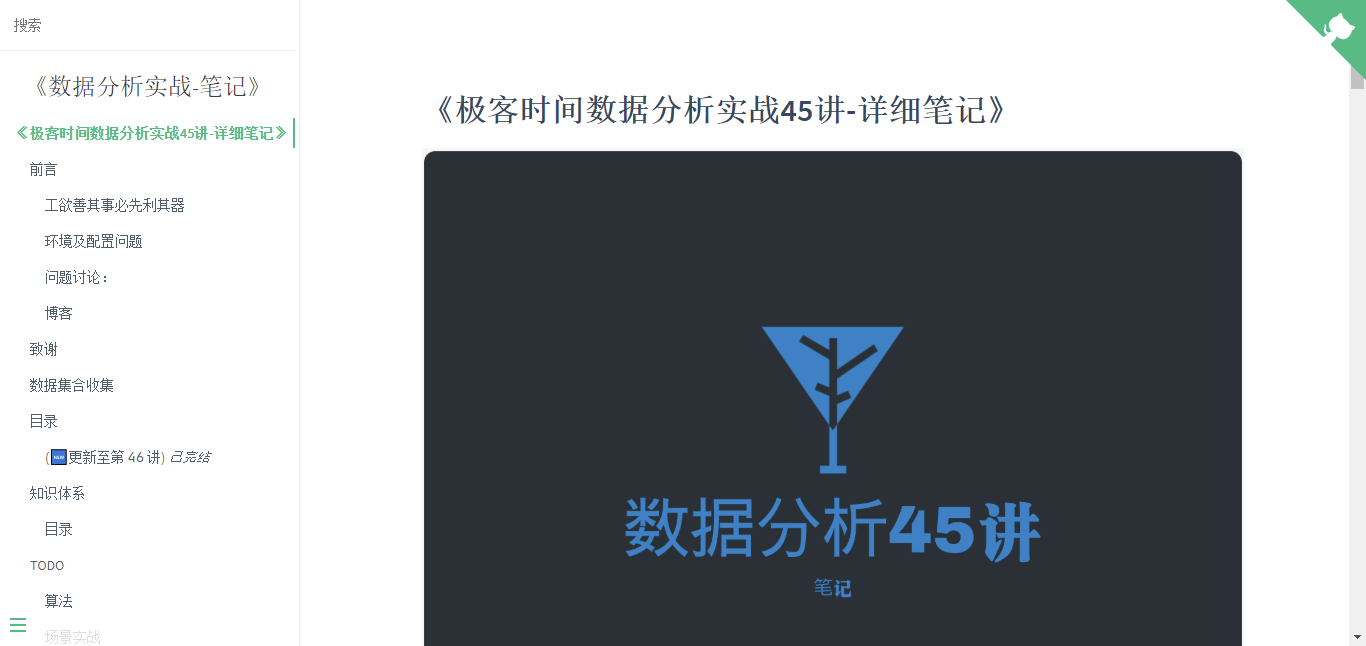 搜索
《数据分析实战-笔记》
《极客时间数据分析实战45讲-详细笔记》
前言
工欲善其事必先利其器
环境及配置问题
问题讨论：
博客
致谢
数据集合收集
目录
(NEW更新至第 46 讲) 已完结
知识体系
目录
TODO
算法
场景实战
《极客时间数据分析实战45讲-详细笔记》
数据分析45讲
笔记